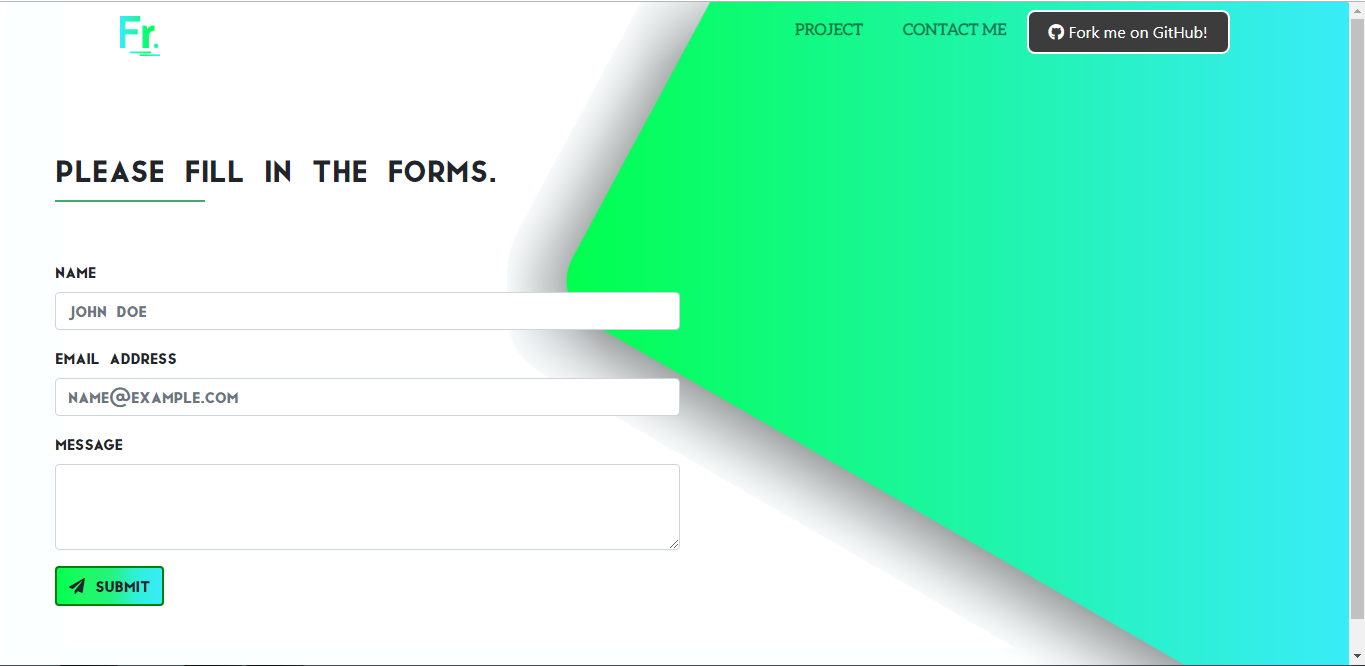 Fr.
PROJECT
CONTACT ME
Fork me on GitHub!
PLEASE FILL IN THE FORMS.
NAME
JOHN DOE
EMAIL ADDRESS
NAME@EXAMPLE.COM
MESSAGE
SUBMIT